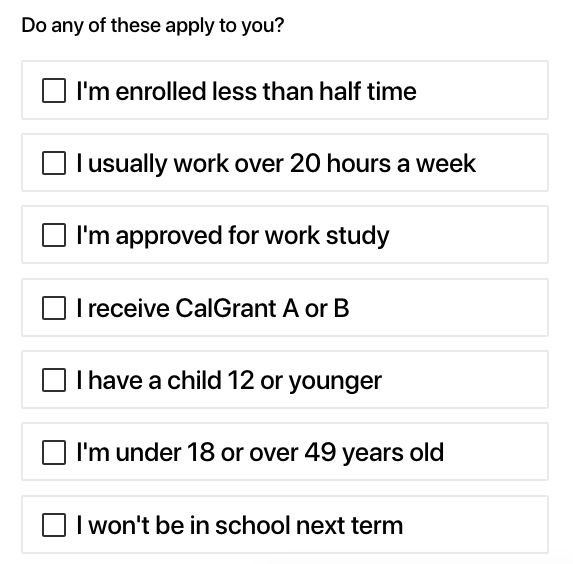 Do any of these apply to you?
I'm enrolled less than half time
I usually work over 20 hours a week
I'm approved for work study
I receive CalGrant A or B
I have a child 12 or younger
I'm under 18 or over 49 years old
I won't be in school next term